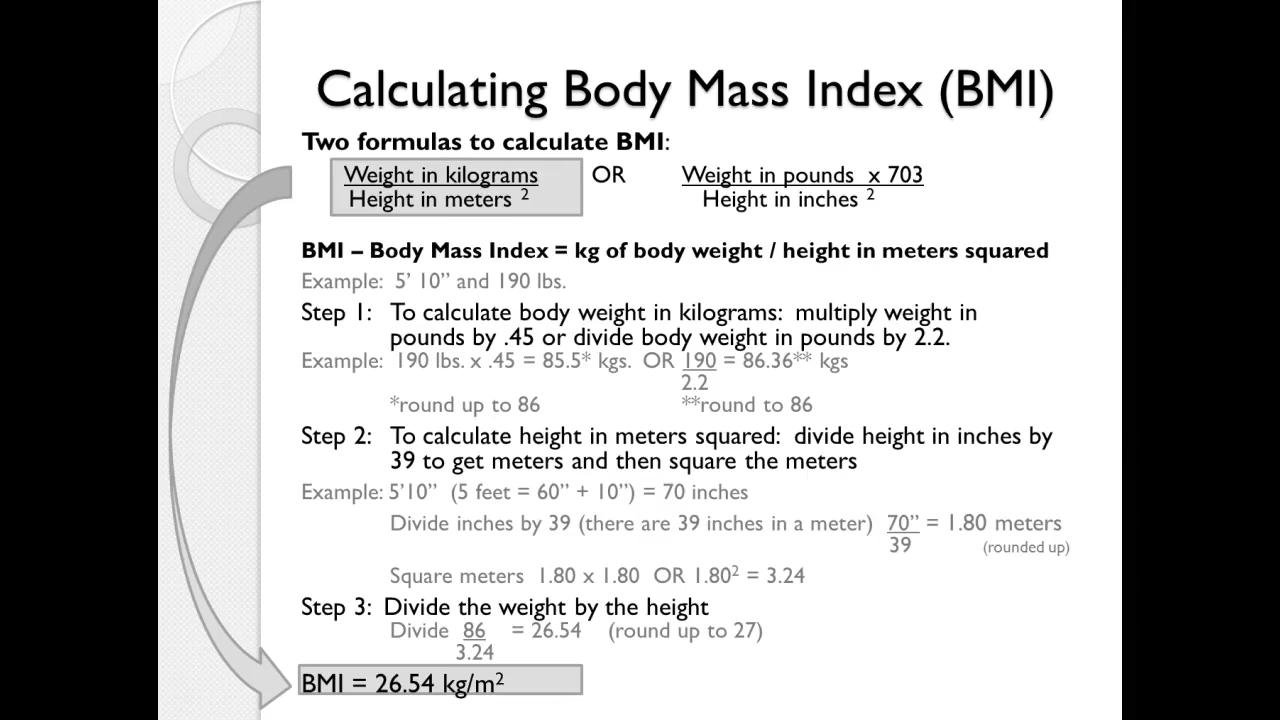 Calculating Body Mass Index (BMI)
Two formulas to calculate BMI:
Weight in kilograms OR Weight in pounds x 703
Height in meters 2 Height in inches 2
BMI – Body Mass Index = kg of body weight / height in meters squared
Example: 5' 10” and 190 lbs.
Step 1: To calculate body weight in kilograms: multiply weight in
pounds by .45 or divide body weight in pounds by 2.2.
Example: 190 lbs. x .45 = 85.5* kgs. OR 190 = 86.36** kgs
2.2
*round up to 86 **round to 86
Step 2: To calculate height in meters squared: divide height in inches by
39 to get meters and then square the meters
Example: 5'10” (5 feet = 60” + 10”) = 70 inches
Divide inches by 39 (there are 39 inches in a meter) 70” = 1.80 meters
39 (rounded up)
Square meters 1.80 x 1.80 OR 1.80² = 3.24
Step 3: Divide the weight by the height
Divide 86 = 26.54 (round up to 27)
3.24
BMI = 26.54 kg/m²